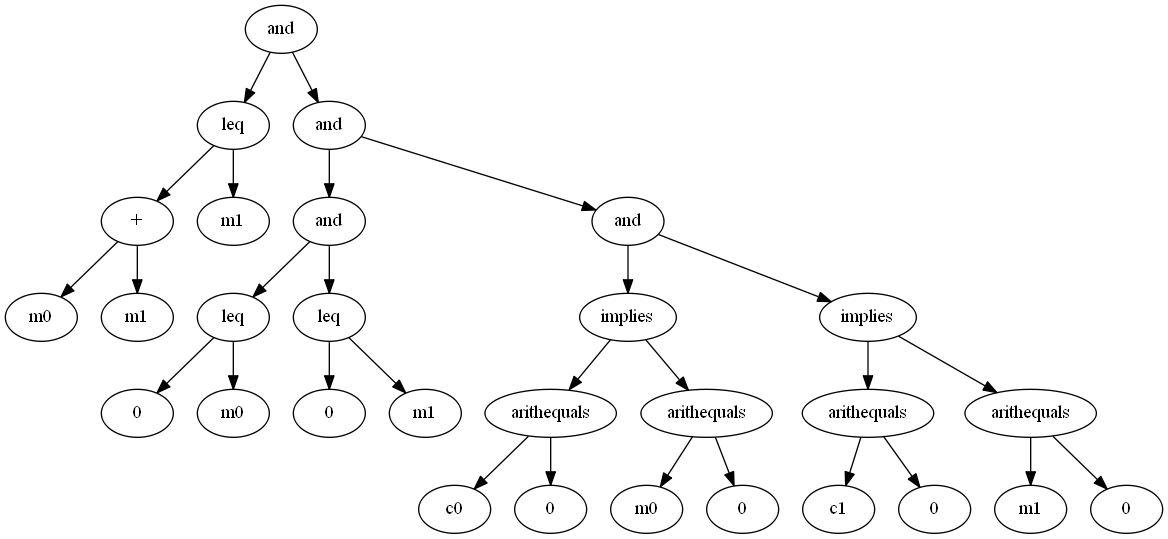 and
leq and
+ m1 and and
m0 m1 leq leq implies implies
0 m0 0 m1 arithequals arithequals arithequals arithequals
c0 0 m0 0 c1 0 m1 0